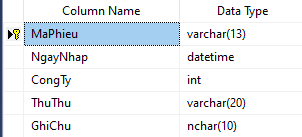 Column Name Data Type
MaPhieu varchar(13)
NgayNhap datetime
CongTy int
ThuThu varchar(20)
GhiChu nchar(10)